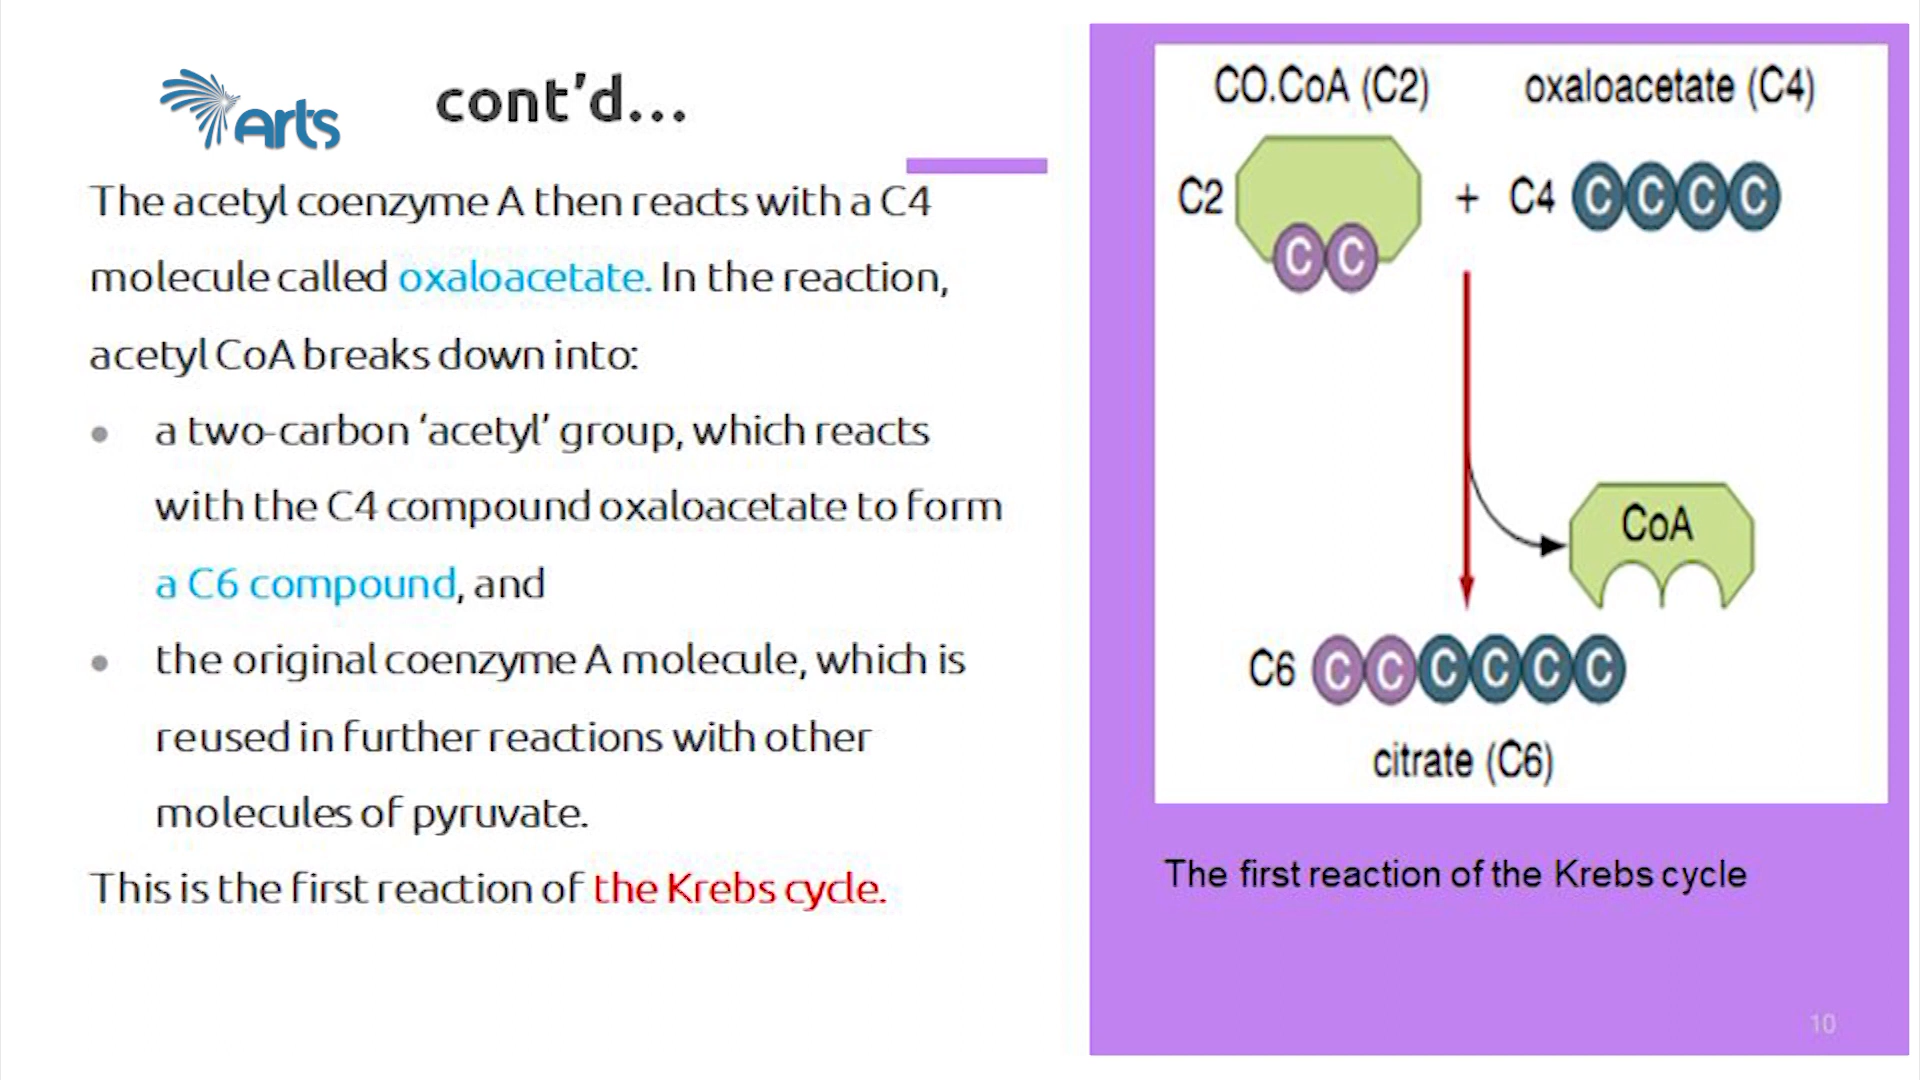 Arts
cont’d...
The acetyl coenzyme A then reacts with a C4
molecule called oxaloacetate. In the reaction,
acetyl CoA breaks down into:
• a two-carbon ‘acetyl’ group, which reacts
with the C4 compound oxaloacetate to form
a C6 compound, and
• the original coenzyme A molecule, which is
reused in further reactions with other
molecules of pyruvate.
This is the first reaction of the Krebs cycle.
CO.CoA (C2) oxaloacetate (C4)
C2 + C4 C C C C
C C
CoA
C6 C C C C C C
citrate (C6)
The first reaction of the Krebs cycle
10